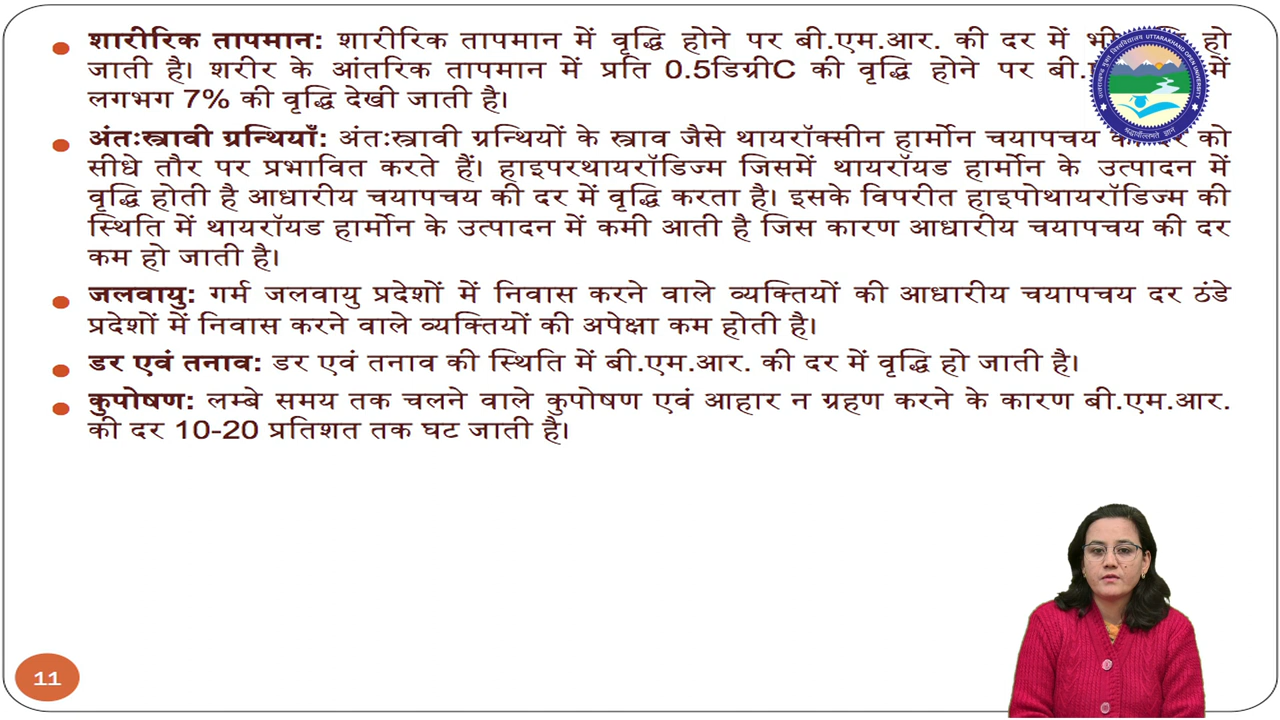 शारीरिक तापमान: शारीरिक तापमान में वृद्धि होने पर बी.एम.आर. की दर में भी हो
जाती है। शरीर के आंतरिक तापमान में प्रति 0.5डिग्रीC की वृद्धि होने पर में
लगभग 7% की वृद्धि देखी जाती है।
अंतःस्त्रावी ग्रन्थियाँ: अंतःस्त्रावी ग्रन्थियों के स्त्राव जैसे थायरॉक्सीन हार्मोन चयापचय को
सीधे तौर पर प्रभावित करते हैं। हाइपरथायरॉडिज्म जिसमें थायरॉयड हार्मोन के उत्पादन में
वृद्धि होती है आधारीय चयापचय की दर में वृद्धि करता है। इसके विपरीत हाइपोथायरॉडिज्म की
स्थिति में थायरॉयड हार्मोन के उत्पादन में कमी आती है जिस कारण आधारीय चयापचय की दर
कम हो जाती है।
जलवायु: गर्म जलवायु प्रदेशों में निवास करने वाले व्यक्तियों की आधारीय चयापचय दर ठंडे
प्रदेशों में निवास करने वाले व्यक्तियों की अपेक्षा कम होती है।
डर एवं तनाव: डर एवं तनाव की स्थिति में बी.एम.आर. की दर में वृद्धि हो जाती है।
कुपोषण: लम्बे समय तक चलने वाले कुपोषण एवं आहार न ग्रहण करने के कारण बी.एम.आर.
की दर 10-20 प्रतिशत तक घट जाती है।
UTTARAKHAND OPEN UNIVERSITY
11